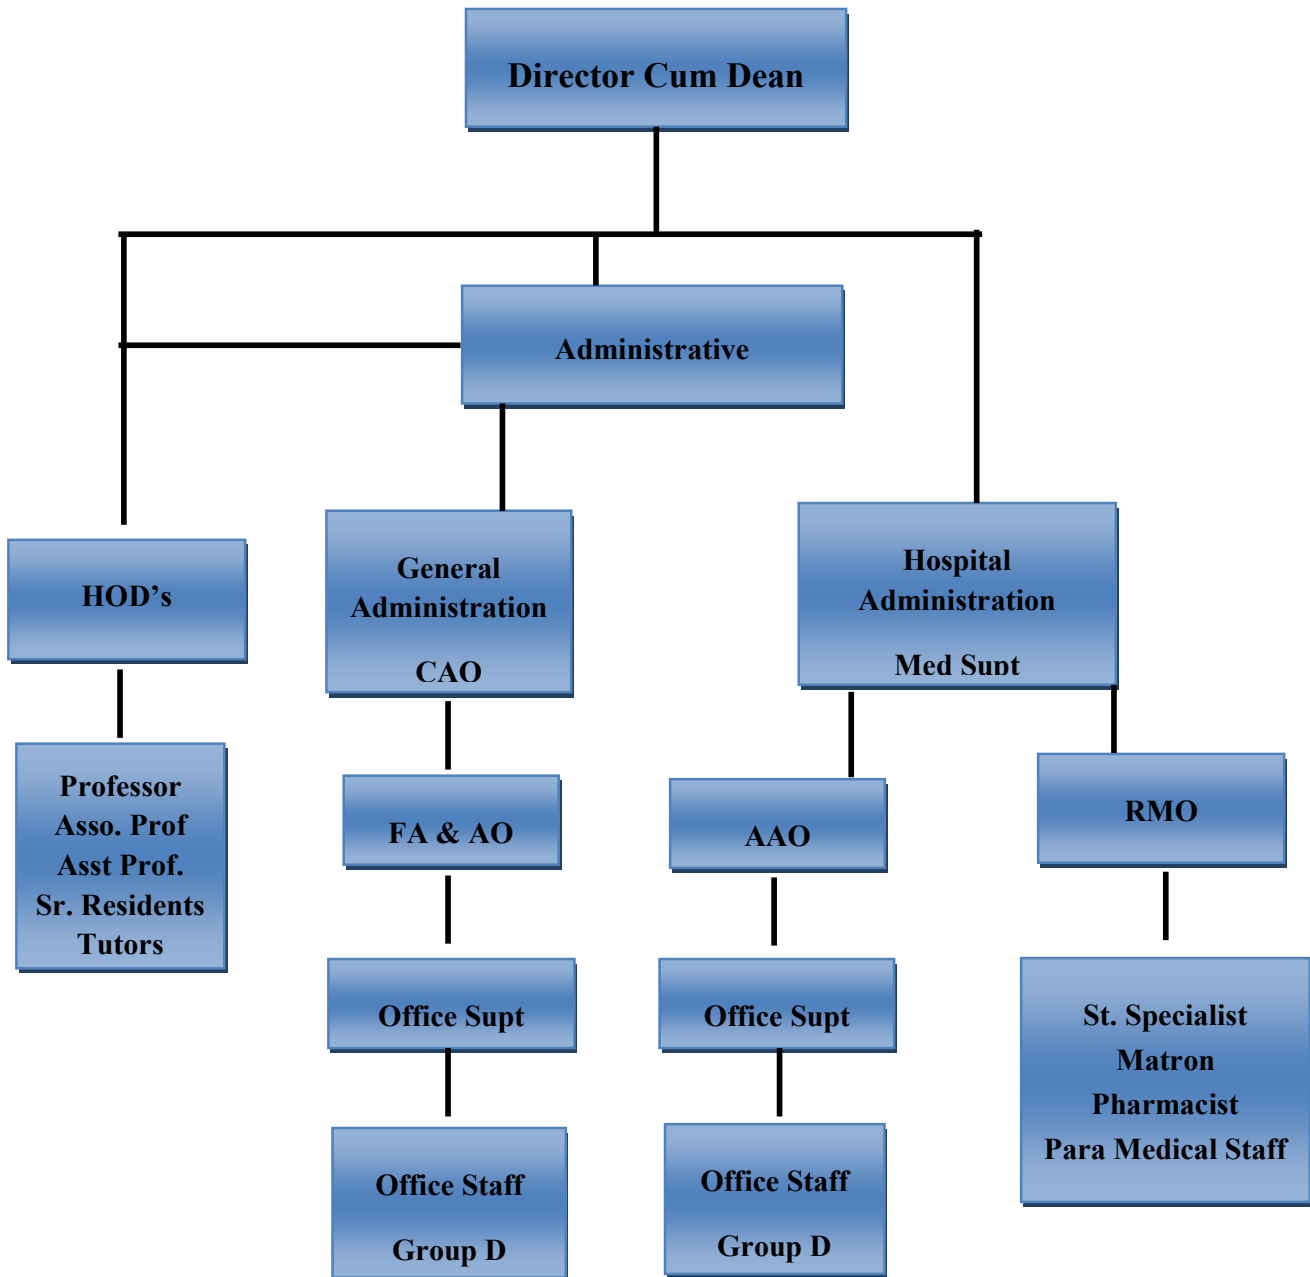 Director Cum Dean
Administrative
HOD's
General
Administration
CAO
Hospital
Administration
Med Supt
Professor
Asso. Prof
Asst Prof.
Sr. Residents
Tutors
FA & AO
AAO
RMO
Office Supt
Office Supt
St. Specialist
Matron
Pharmacist
Para Medical Staff
Office Staff
Group D
Office Staff
Group D